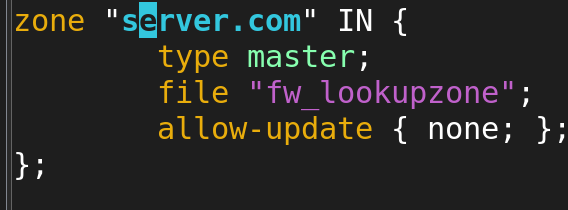 zone "server.com" IN {
        type master;
        file "fw_lookupzone";
        allow-update { none; };
};